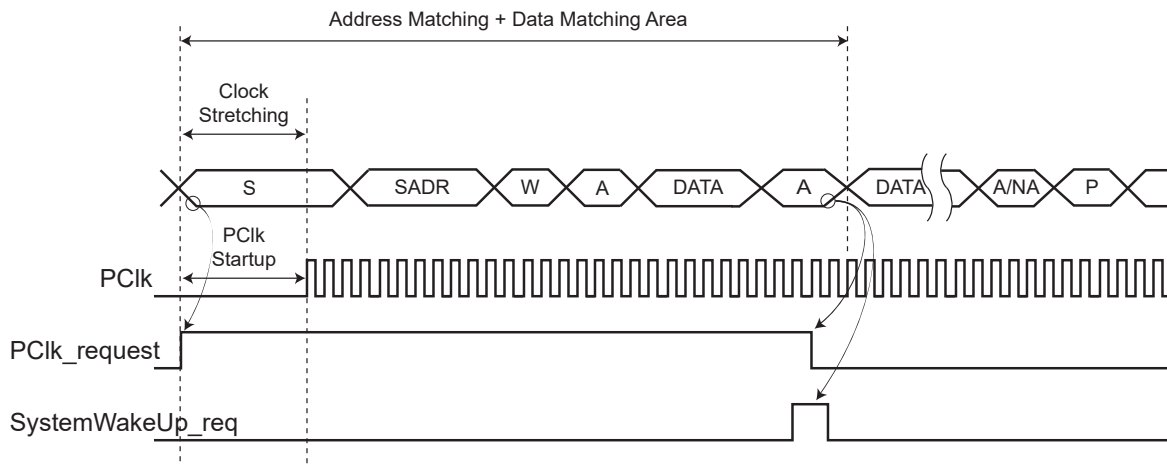 Address Matching + Data Matching Area
Clock
Stretching
S
SADR
W
A
DATA
A
DATA
A/NA
P
PClk
Startup
PClk
PClk_request
SystemWakeUp_req